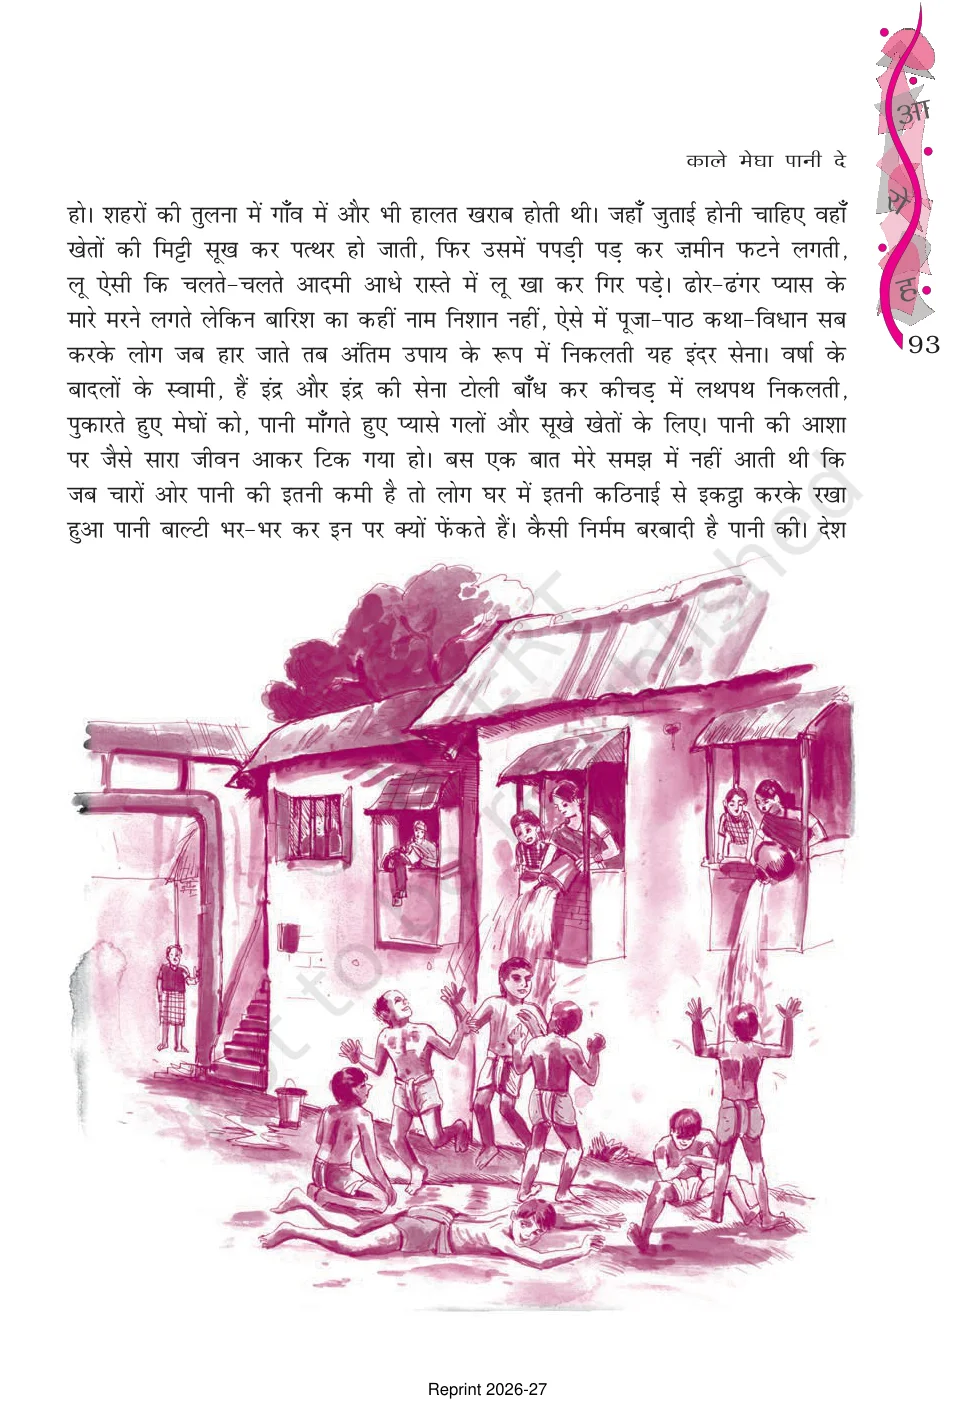 काले मेघा पानी दे
हो। शहरों की तुलना में गाँव में और भी हालत खराब होती थी। जहाँ जुताई होनी चाहिए वहाँ
खेतों की मिट्टी सूख कर पत्थर हो जाती, फिर उसमें पपड़ी पड़ कर ज़मीन फटने लगती,
लू ऐसी कि चलते-चलते आदमी आधे रास्ते में लू खा कर गिर पड़े। ढोर-ढंगर प्यास के
मारे मरने लगते लेकिन बारिश का कहीं नाम निशान नहीं, ऐसे में पूजा-पाठ कथा-विधान सब
करके लोग जब हार जाते तब अंतिम उपाय के रूप में निकलती यह इंदर सेना। वर्षा के
बादलों के स्वामी, हैं इंद्र और इंद्र की सेना टोली बाँध कर कीचड़ में लथपथ निकलती,
पुकारते हुए मेघों को, पानी माँगते हुए प्यासे गलों और सूखे खेतों के लिए। पानी की आशा
पर जैसे सारा जीवन आकर टिक गया हो। बस एक बात मेरे समझ में नहीं आती थी कि
जब चारों ओर पानी की इतनी कमी है तो लोग घर में इतनी कठिनाई से इकट्ठा करके रखा
हुआ पानी बाल्टी भर-भर कर इन पर क्यों फेंकते हैं। कैसी निर्मम बरबादी है पानी की। देश
आ
रो
ह
93
not to be republished
Reprint 2026-27